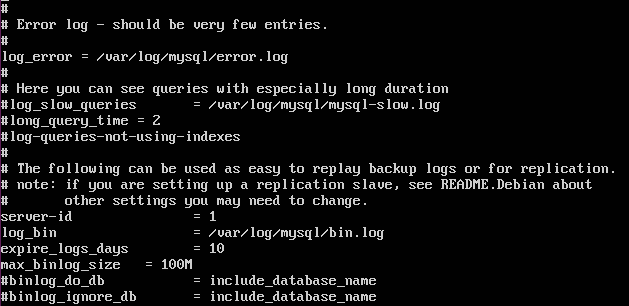 #
# Error log - should be very few entries.
#
log_error = /var/log/mysql/error.log
#
# Here you can see queries with especially long duration
#log_slow_queries       = /var/log/mysql/mysql-slow.log
#long_query_time = 2
#log-queries-not-using-indexes
#
# The following can be used as easy to replay backup logs or for replication.
# note: if you are setting up a replication slave, see README.Debian about
#       other settings you may need to change.
server-id               = 1
log_bin                 = /var/log/mysql/bin.log
expire_logs_days        = 10
max_binlog_size   = 100M
#binlog_do_db           = include_database_name
#binlog_ignore_db       = include_database_name